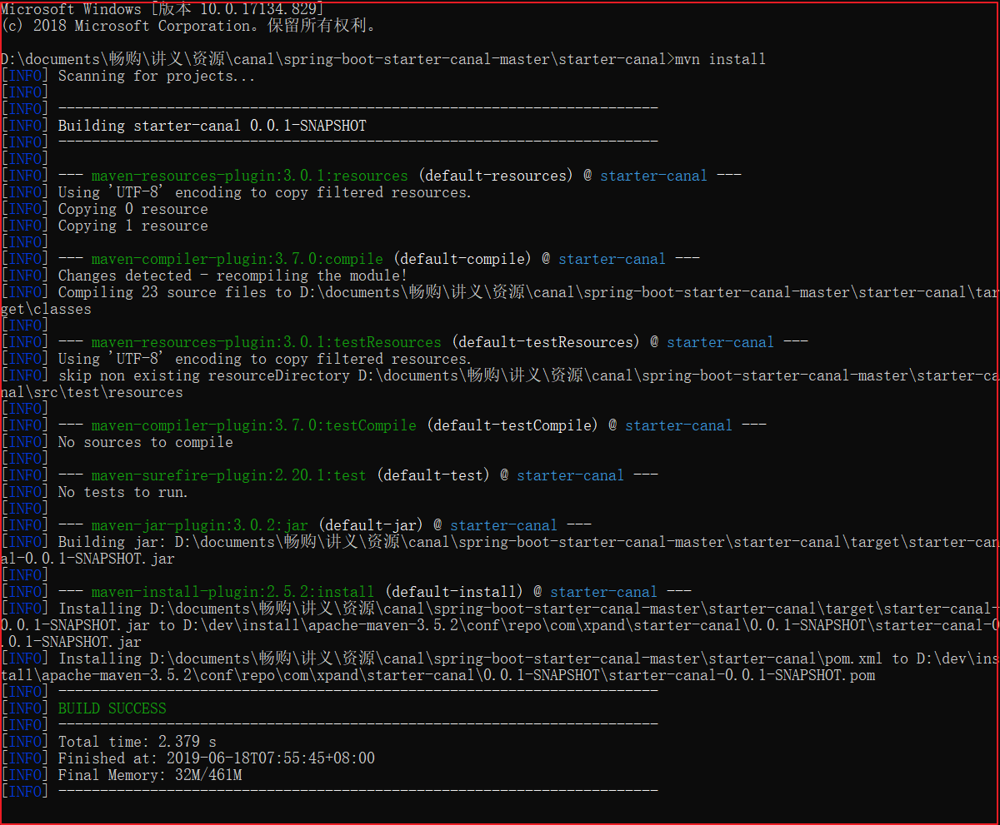 Microsoft Windows [版本 10.0.17134.829]
(c) 2018 Microsoft Corporation。保留所有权利。
D:\documents\畅购\讲义\资源\canal\spring-boot-starter-canal-master\starter-canal>mvn install
[INFO] Scanning for projects...
[INFO]
[INFO] ------------------------------------------------------------------------
[INFO] Building starter-canal 0.0.1-SNAPSHOT
[INFO] ------------------------------------------------------------------------
[INFO]
[INFO] --- maven-resources-plugin:3.0.1:resources (default-resources) @ starter-canal ---
[INFO] Using 'UTF-8' encoding to copy filtered resources.
[INFO] Copying 0 resource
[INFO] Copying 1 resource
[INFO]
[INFO] --- maven-compiler-plugin:3.7.0:compile (default-compile) @ starter-canal ---
[INFO] Changes detected - recompiling the module!
[INFO] Compiling 23 source files to D:\documents\畅购\讲义\资源\canal\spring-boot-starter-canal-master\starter-canal\tar
get\classes
[INFO]
[INFO] --- maven-resources-plugin:3.0.1:testResources (default-testResources) @ starter-canal ---
[INFO] Using 'UTF-8' encoding to copy filtered resources.
[INFO] skip non existing resourceDirectory D:\documents\畅购\讲义\资源\canal\spring-boot-starter-canal-master\starter-ca
nal\src\test\resources
[INFO]
[INFO] --- maven-compiler-plugin:3.7.0:testCompile (default-testCompile) @ starter-canal ---
[INFO] No sources to compile
[INFO]
[INFO] --- maven-surefire-plugin:2.20.1:test (default-test) @ starter-canal ---
[INFO] No tests to run.
[INFO]
[INFO] --- maven-jar-plugin:3.0.2:jar (default-jar) @ starter-canal ---
[INFO] Building jar: D:\documents\畅购\讲义\资源\canal\spring-boot-starter-canal-master\starter-canal\target\starter-can
al-0.0.1-SNAPSHOT.jar
[INFO]
[INFO] --- maven-install-plugin:2.5.2:install (default-install) @ starter-canal ---
[INFO] Installing D:\documents\畅购\讲义\资源\canal\spring-boot-starter-canal-master\starter-canal\target\starter-canal-
0.0.1-SNAPSHOT.jar to D:\dev\install\apache-maven-3.5.2\conf\repo\com\xpand\starter-canal\0.0.1-SNAPSHOT\starter-canal-0
.0.1-SNAPSHOT.jar
[INFO] Installing D:\documents\畅购\讲义\资源\canal\spring-boot-starter-canal-master\starter-canal\pom.xml to D:\dev\ins
tall\apache-maven-3.5.2\conf\repo\com\xpand\starter-canal\0.0.1-SNAPSHOT\starter-canal-0.0.1-SNAPSHOT.pom
[INFO] ------------------------------------------------------------------------
[INFO] BUILD SUCCESS
[INFO] ------------------------------------------------------------------------
[INFO] Total time: 2.379 s
[INFO] Finished at: 2019-06-18T07:55:45+08:00
[INFO] Final Memory: 32M/461M
[INFO] ------------------------------------------------------------------------